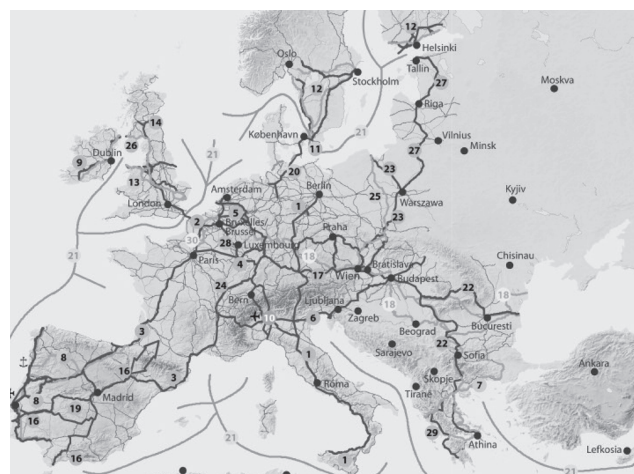 12
Helsinki
Oslo
Tallin
12
Stockholm
27
Moskva
Riga
14
København
21
26
Vilnius
11
27
Minsk
Dublin
21
9
20
23
13
Berlin
Amsterdam
Warszawa
Kyjiv
London
1
25
5
23
2
Bruxelles/
Brussel
Praha
30
28
Luxembourg
Paris
4
18
Bratislava
Chisinau
21
17
Wien
Budapest
24
22
Bern
Ljubljana
18
18
10
6
Zagreb
Bucuresti
3
Beograd
22
8
1
Sarajevo
Sofia
16
3
Skopje
Ankara
Roma
7
Madrid
Tiranë
8
19
16
29
21
Athina
Lefkosia
16
1
21